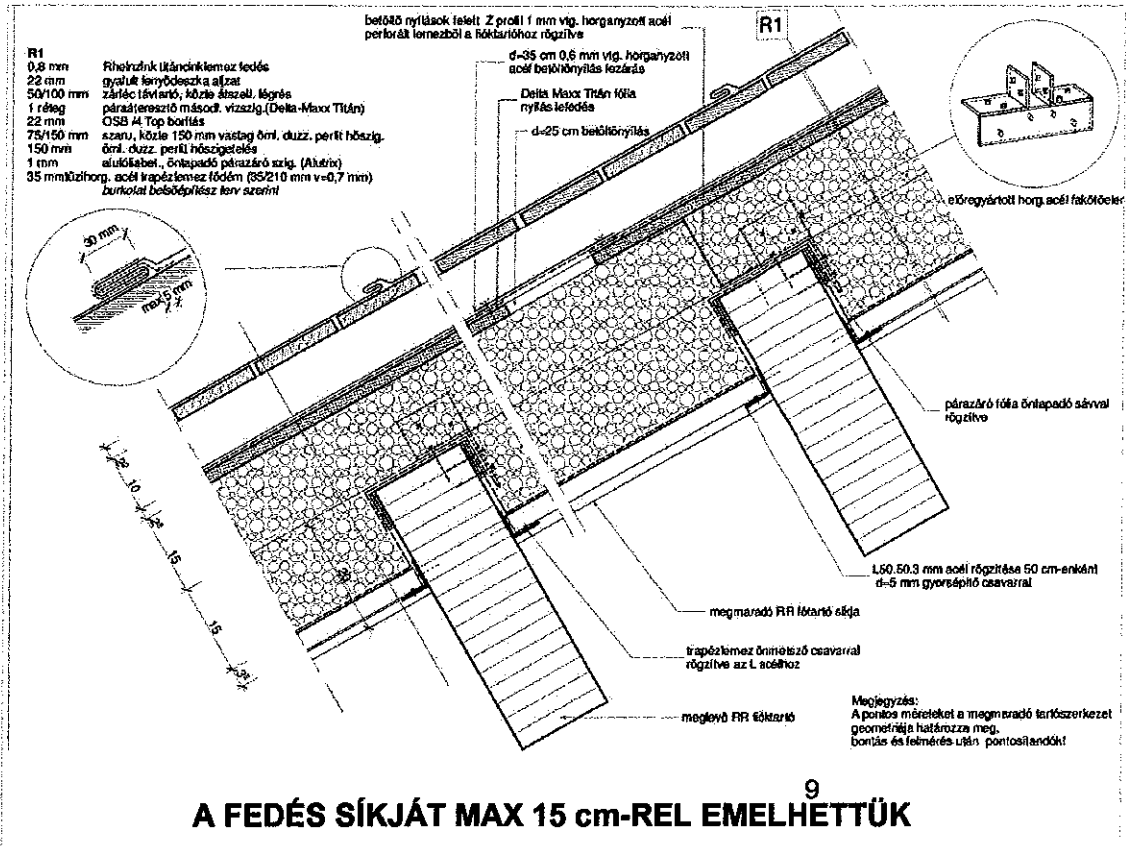 betöltő nyílások felett Z profil 1 mm vtg. horganyzott acél
perforált lemezből a fióktartóhoz rögzítve
R1
R1
0,8 mm Rheinzink titáncinklemez fedés
22 mm gyalult fenyődeszka aljzat
50/100 mm zárléc távtartó, közte átszell. légrés
1 réteg páraáteresztő másodl. vízszig.(Delta-Maxx Titán)
22 mm OSB /4 Top borítás
75/150 mm szaru, közte 150 mm vastag öml. duzz. perlit hőszig.
150 mm öml. duzz. perlit hőszigetelés
1 mm alufóliabet., öntapadó párazáró szig. (Alutrix)
35 mm tűzihorg. acél trapézlemez födém (35/210 mm v=0,7 mm)
burkolat belsőépítész terv szerint
d=35 cm 0,6 mm vtg. horganyzott
acél betöltőnyílás lezárás
Delta Maxx Titán fólia
nyílás lefedés
d=25 cm betöltőnyílás
előregyártott horg.acél fakötőelem
30 mm
max 5 mm
párazáró fólia öntapadó sávval
rögzítve
10
15
15
L50.50.3 mm acél rögzítése 50 cm-enként
d=5 mm gyorsépítő csavarral
megmaradó RR főtartó síkja
trapézlemez önmetsző csavarral
rögzítve az L acélhoz
meglevő RR fióktartó
Megjegyzés:
A pontos méreteket a megmaradó tartószerkezet
geometriája határozza meg,
bontás és felmérés után pontosítandók!
9
A FEDÉS SÍKJÁT MAX 15 cm-REL EMELHETTÜK